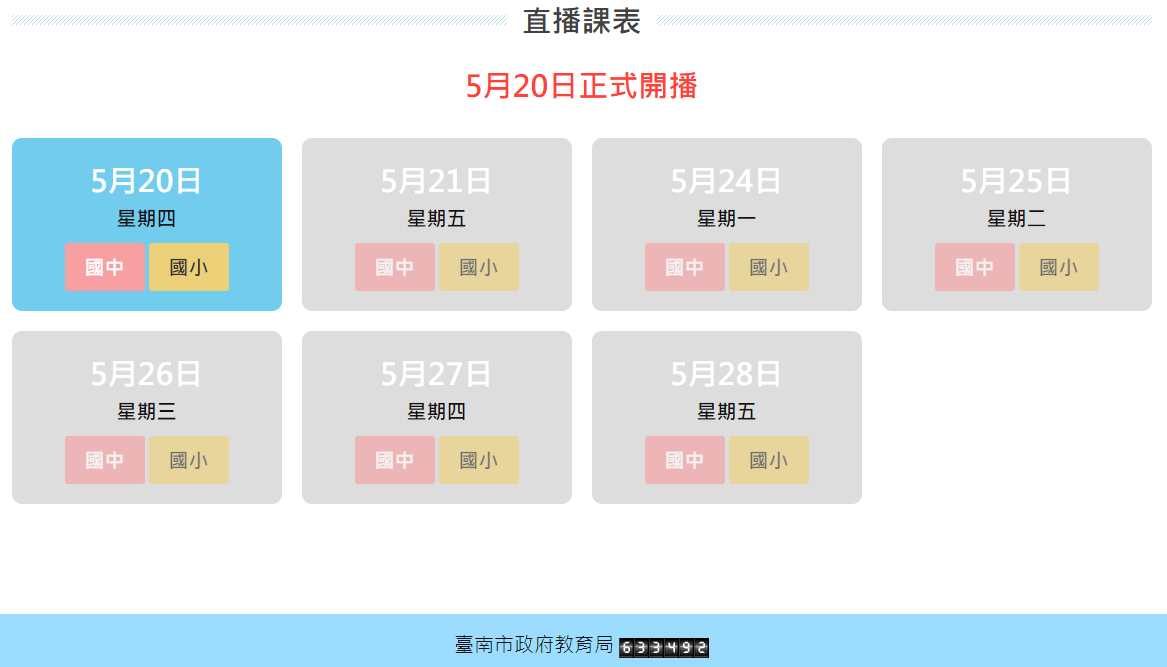 直播課表
5月20日正式開播
5月20日
星期四
國中 國小
5月21日
星期五
國中 國小
5月24日
星期一
國中 國小
5月25日
星期二
國中 國小
5月26日
星期三
國中 國小
5月27日
星期四
國中 國小
5月28日
星期五
國中 國小
臺南市政府教育局 633492